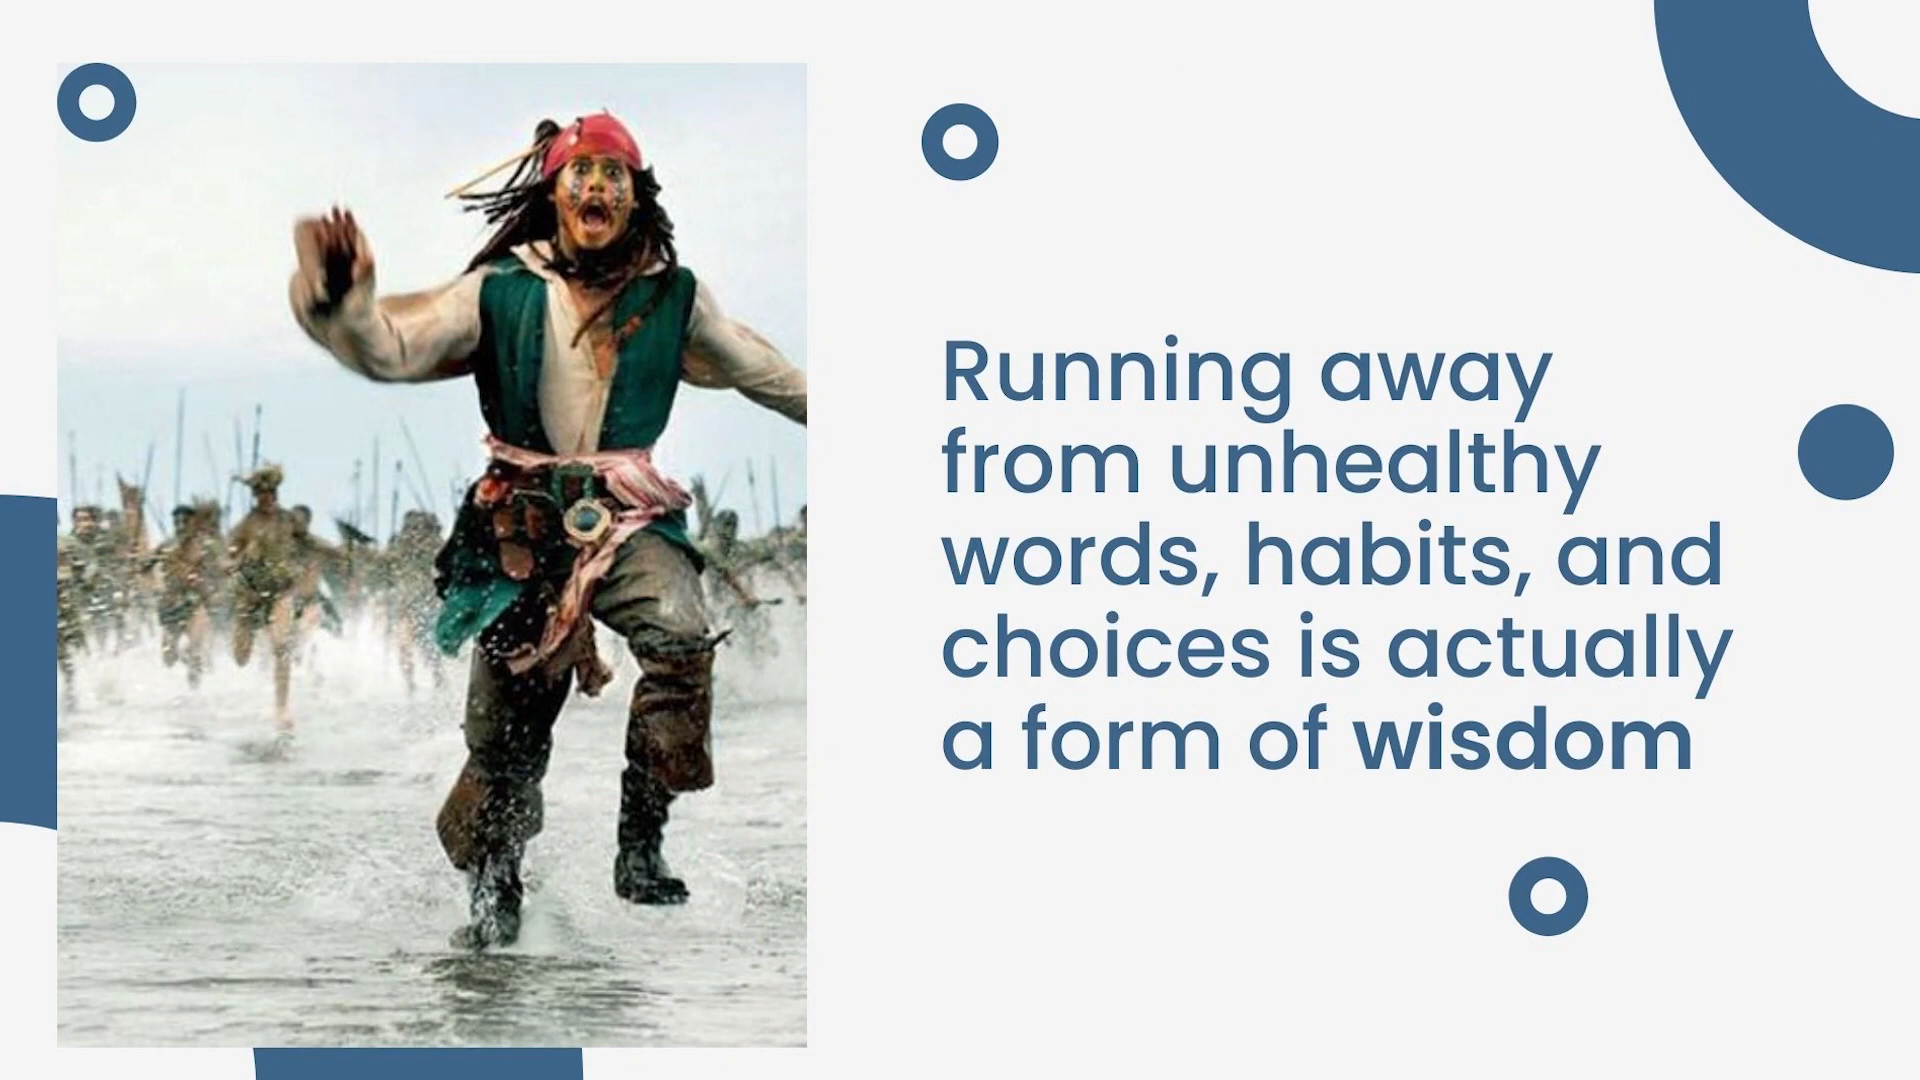 Running away
from unhealthy
words, habits, and
choices is actually
a form of wisdom